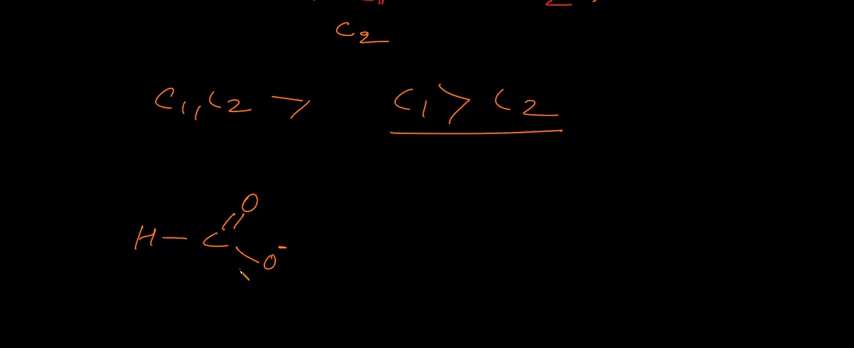 C2
C1, C2 > C1 > C2
O
H - C
O-